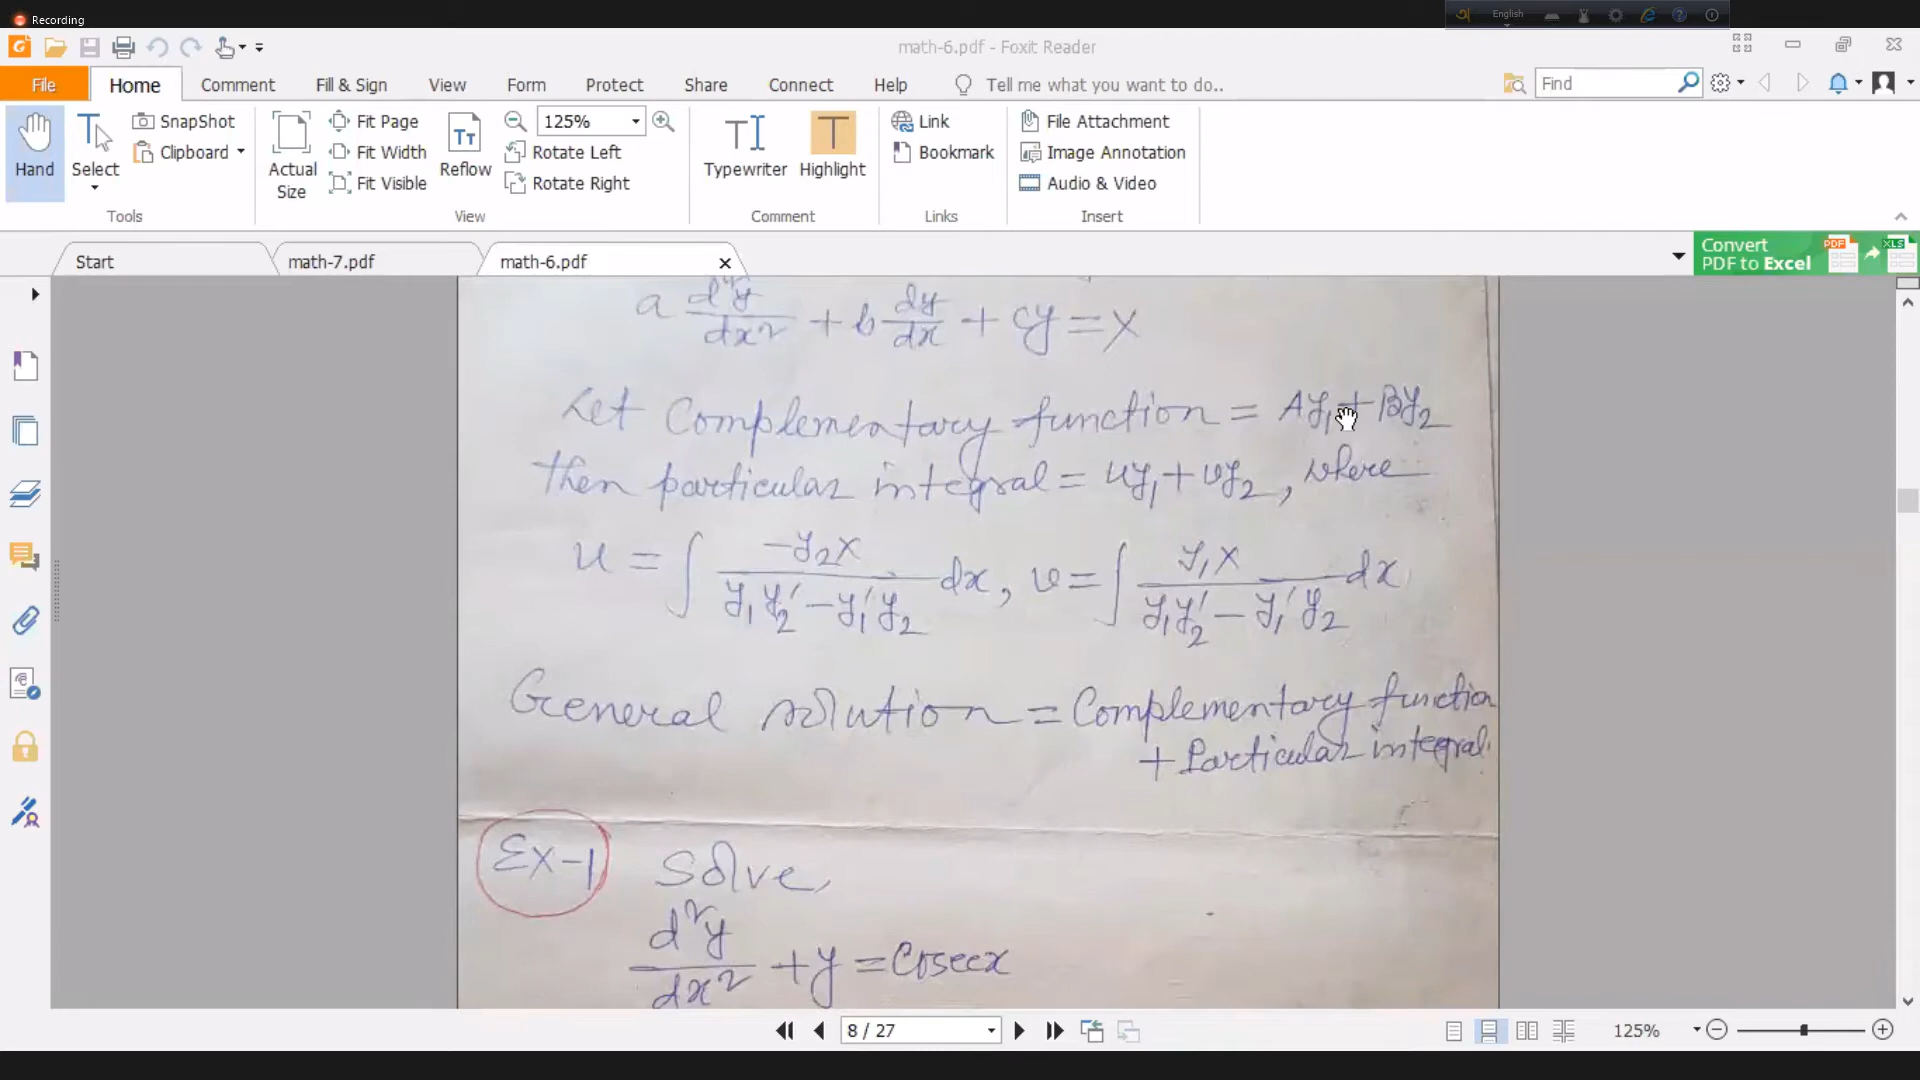 Recording
English
math-6.pdf - Foxit Reader
File Home Comment Fill & Sign View Form Protect Share Connect Help Tell me what you want to do.. Find
Hand
Select
SnapShot
Clipboard
Tools
Actual Size
Fit Page
Fit Width
Fit Visible
Reflow
125%
Rotate Left
Rotate Right
View
Typewriter
Highlight
Comment
Link
Bookmark
Links
File Attachment
Image Annotation
Audio & Video
Insert
Start math-7.pdf math-6.pdf
Convert
PDF to Excel
PDF XLS
a d²y/dx² + b dy/dx + cy = X
Let Complementary function = Ay₁ + By₂
then particular integral = uy₁ + vy₂, where
u = ∫ -y₂X / (y₁y₂' - y₁'y₂) dx, v = ∫ y₁X / (y₁y₂' - y₁'y₂) dx
General solution = Complementary function
+ Particular integral.
Ex-1 Solve,
d²y/dx² + y = Cosecx
8 / 27
125%